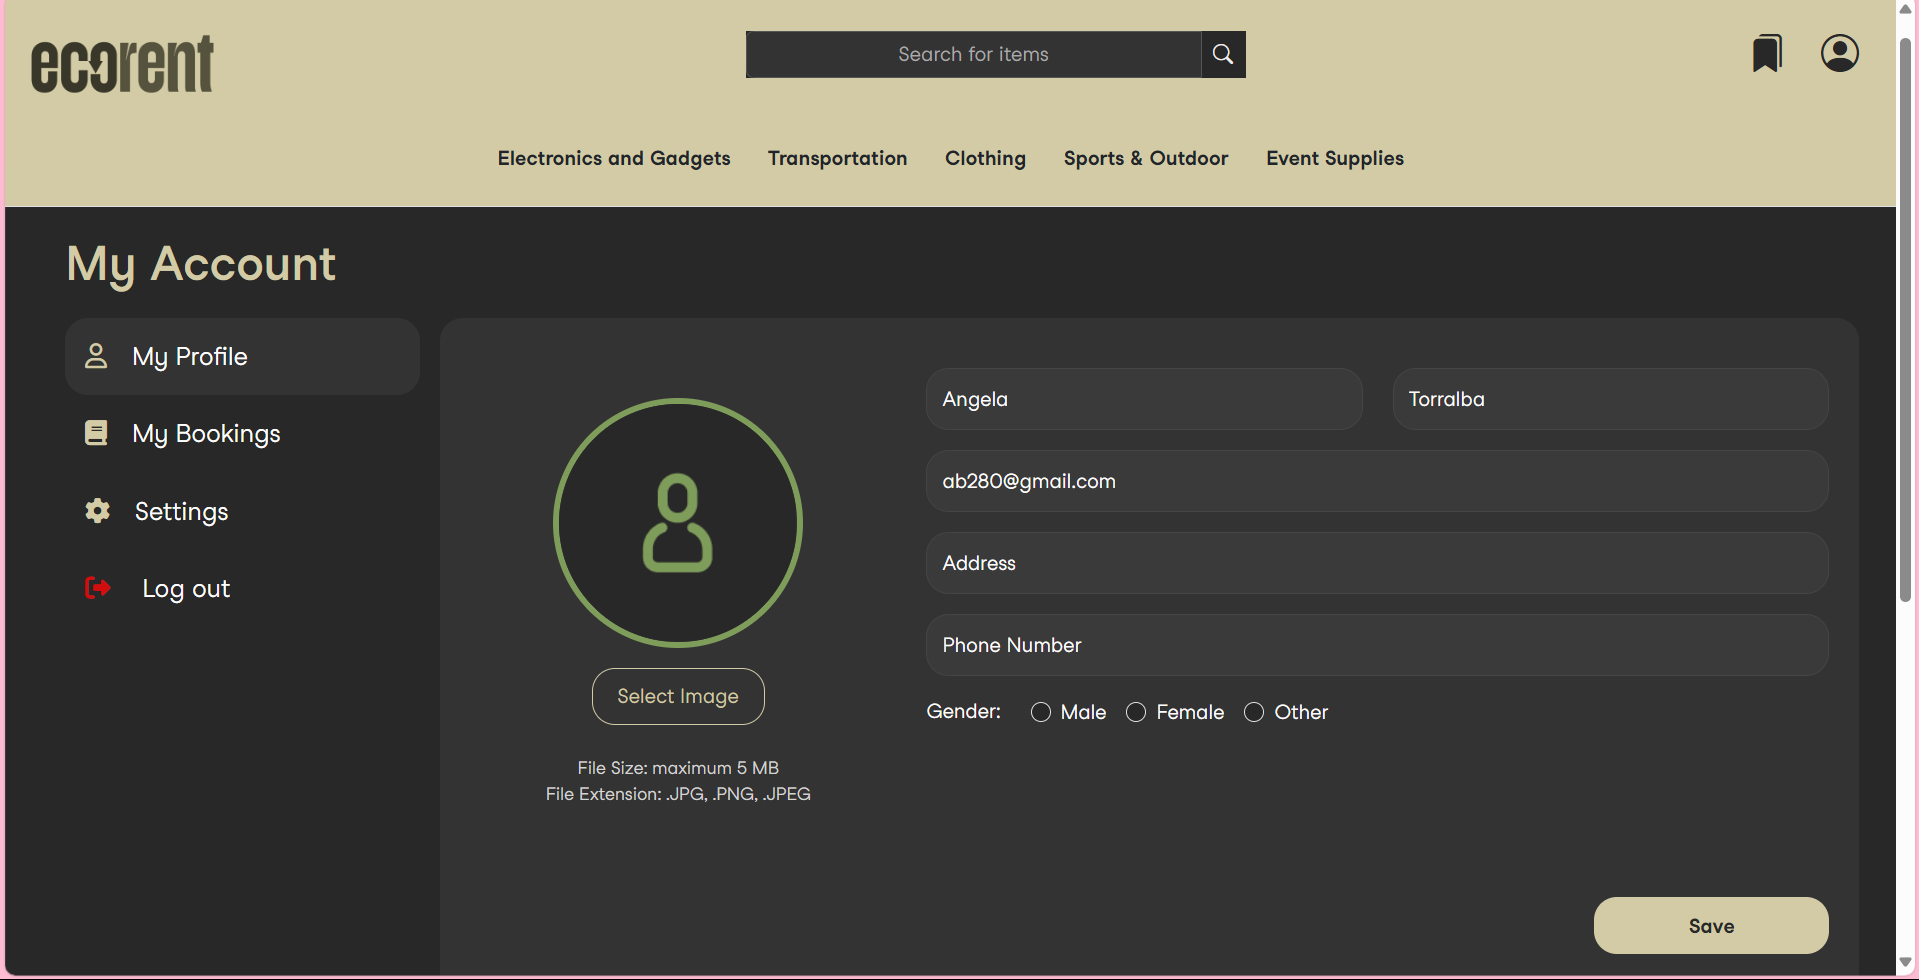 ecorent
Search for items
Electronics and Gadgets Transportation Clothing Sports & Outdoor Event Supplies
My Account
My Profile
My Bookings
Settings
Log out
Select Image
File Size: maximum 5 MB
File Extension: .JPG, .PNG, .JPEG
Angela Torralba
ab280@gmail.com
Address
Phone Number
Gender: Male Female Other
Save